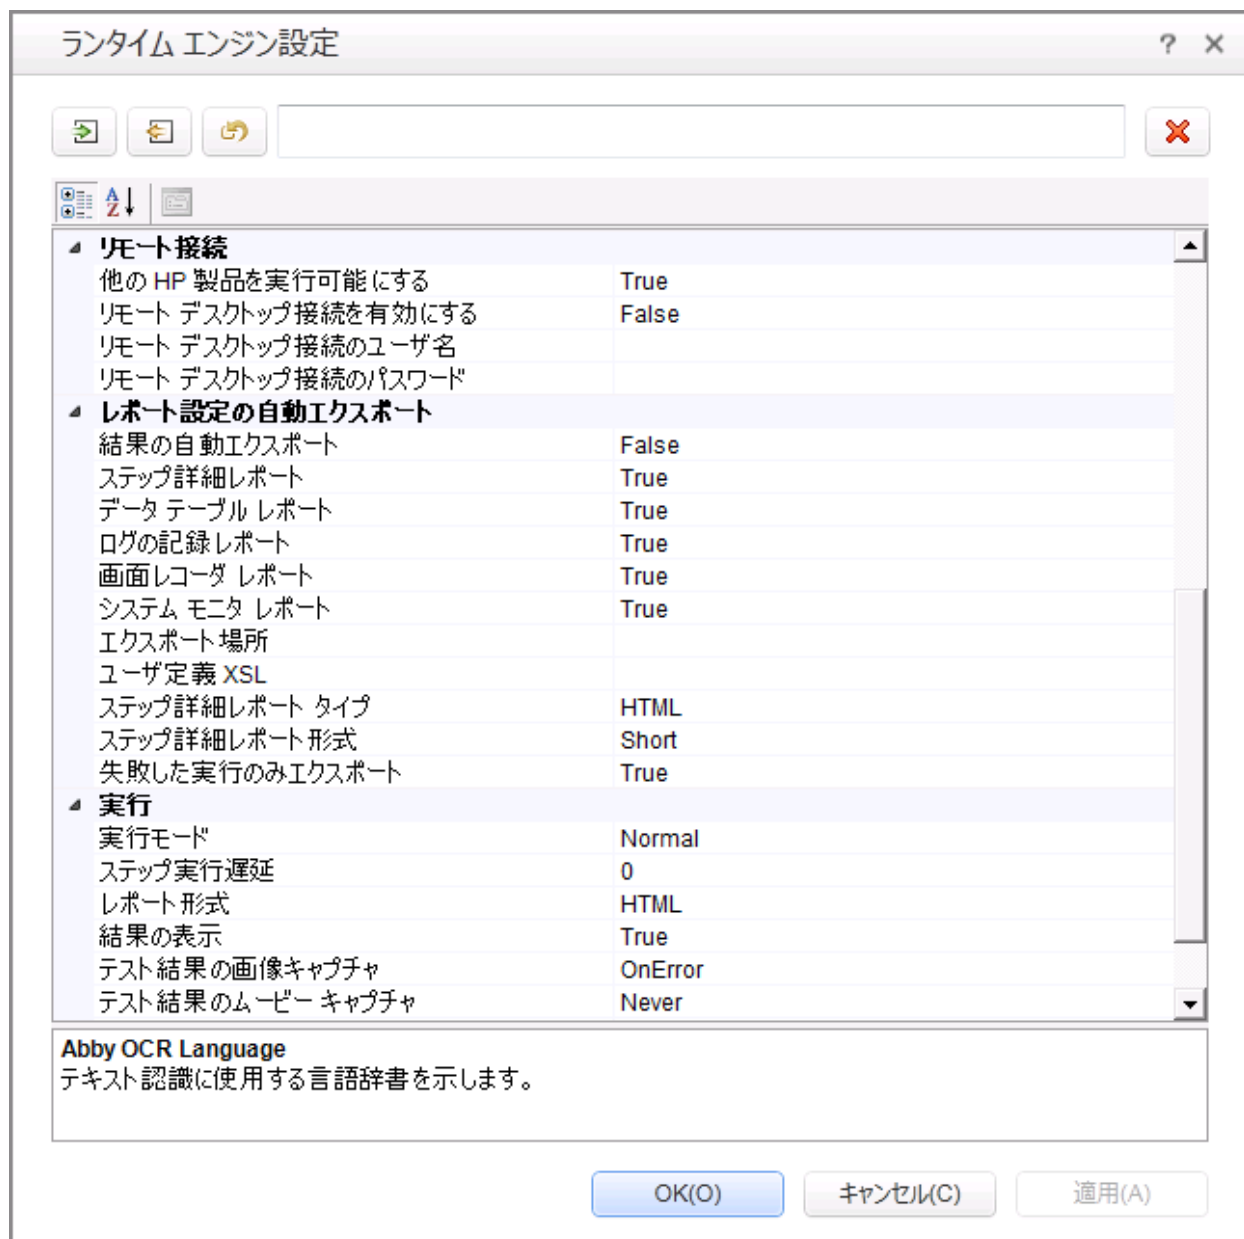 ランタイム エンジン設定
リモート接続
他の HP 製品を実行可能にする True
リモート デスクトップ接続を有効にする False
リモート デスクトップ接続のユーザ名
リモート デスクトップ接続のパスワード
レポート設定の自動エクスポート
結果の自動エクスポート False
ステップ詳細レポート True
データ テーブル レポート True
ログの記録レポート True
画面レコーダ レポート True
システム モニタ レポート True
エクスポート場所
ユーザ定義 XSL
ステップ詳細レポート タイプ HTML
ステップ詳細レポート形式 Short
失敗した実行のみエクスポート True
実行
実行モード Normal
ステップ実行遅延 0
レポート形式 HTML
結果の表示 True
テスト結果の画像キャプチャ OnError
テスト結果のムービー キャプチャ Never
Abby OCR Language
テキスト認識に使用する言語辞書を示します。
OK(O) キャンセル(C) 適用(A)